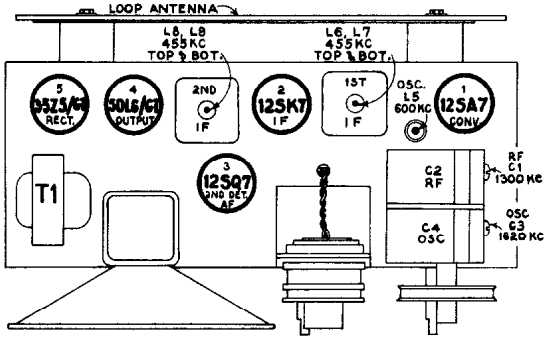 LOOP ANTENNA
L8, L9
455KC
TOP & BOT.
L6, L7
455KC
TOP & BOT.
5
35Z5/GT
RECT.
4
50L6/GT
OUTPUT
2ND
IF
2
12SK7
IF
1ST
IF
OSC.
L5
600KC
1
12SA7
CONV.
3
12SQ7
2ND DET.
AF
T1
C2
RF
C4
OSC
RF
C1
1300 KC
OSC
C3
1620 KC